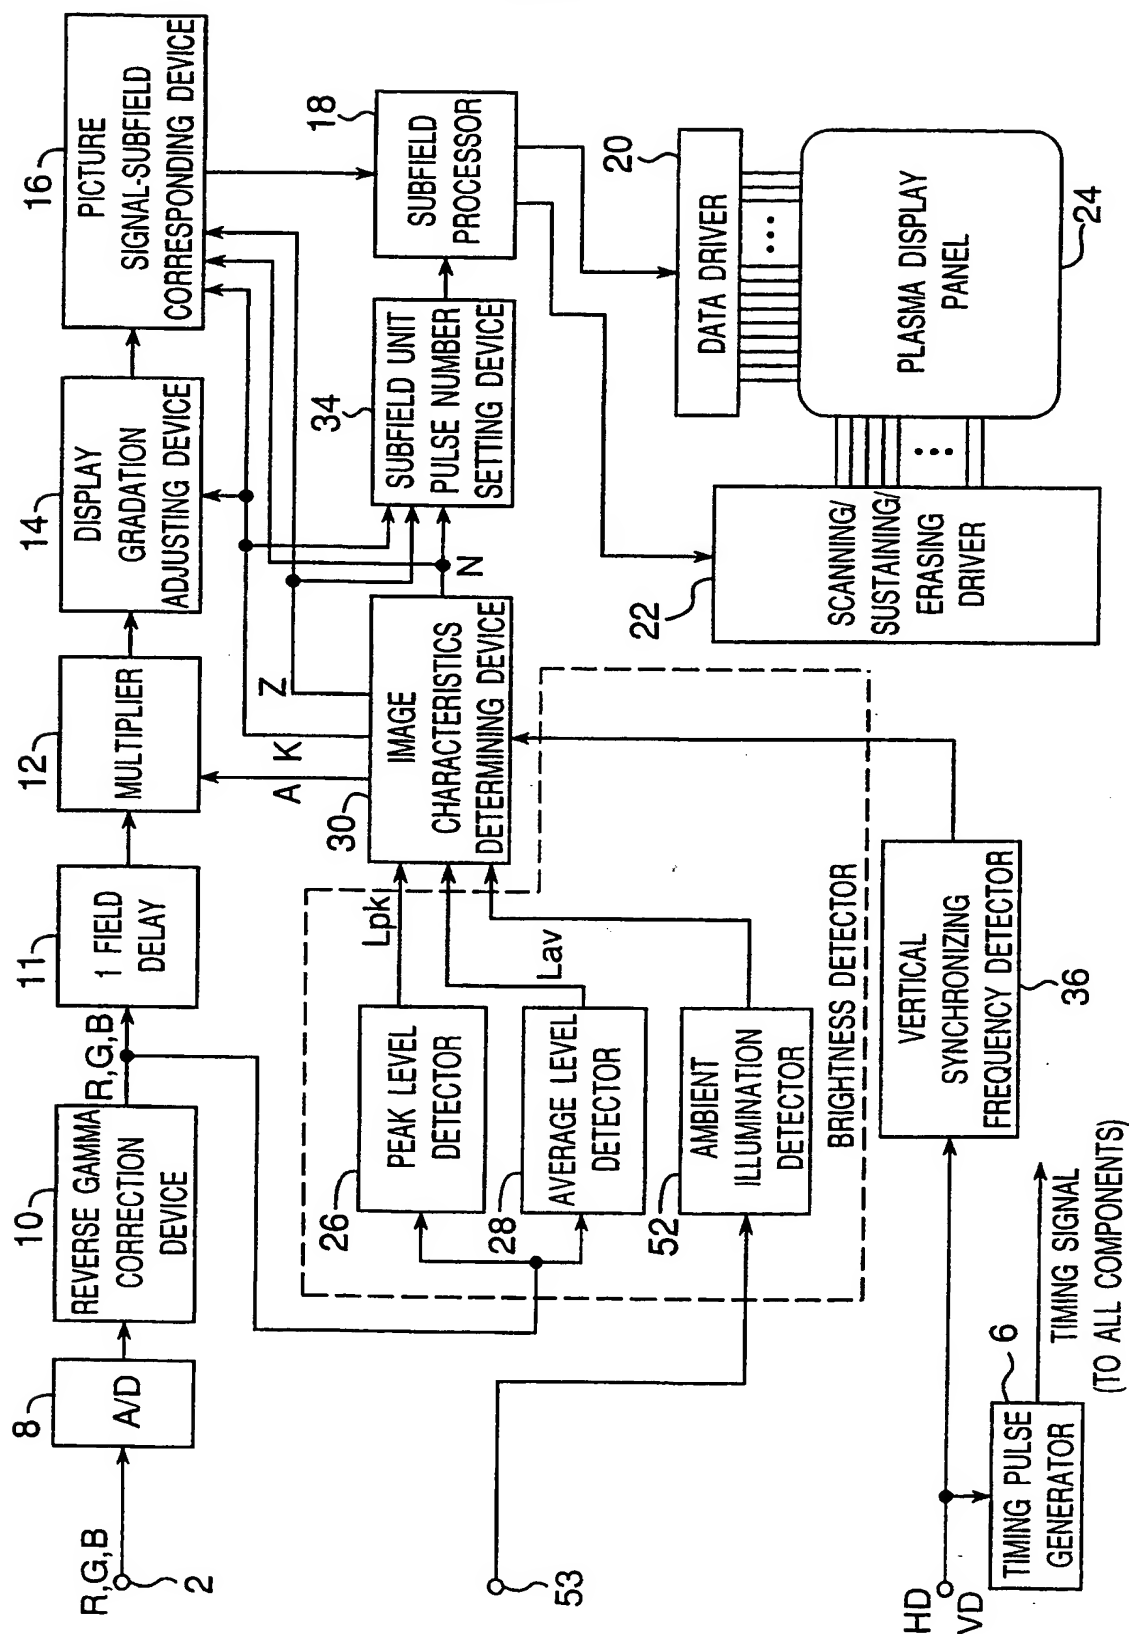 R,G,B
2
8
A/D
10
REVERSE GAMMA
CORRECTION
DEVICE
R,G,B
11
1 FIELD
DELAY
12
MULTIPLIER
14
DISPLAY
GRADATION
ADJUSTING DEVICE
16
PICTURE
SIGNAL-SUBFIELD
CORRESPONDING DEVICE
A
K
Z
26
PEAK LEVEL
DETECTOR
Lpk
28
AVERAGE LEVEL
DETECTOR
Lav
52
AMBIENT
ILLUMINATION
DETECTOR
BRIGHTNESS DETECTOR
53
30
IMAGE
CHARACTERISTICS
DETERMINING DEVICE
N
34
SUBFIELD UNIT
PULSE NUMBER
SETTING DEVICE
18
SUBFIELD
PROCESSOR
20
DATA DRIVER
22
SCANNING/
SUSTAINING/
ERASING
DRIVER
PLASMA DISPLAY
PANEL
24
HD
VD
VERTICAL
SYNCHRONIZING
FREQUENCY DETECTOR
36
6
TIMING PULSE
GENERATOR
TIMING SIGNAL
(TO ALL COMPONENTS)